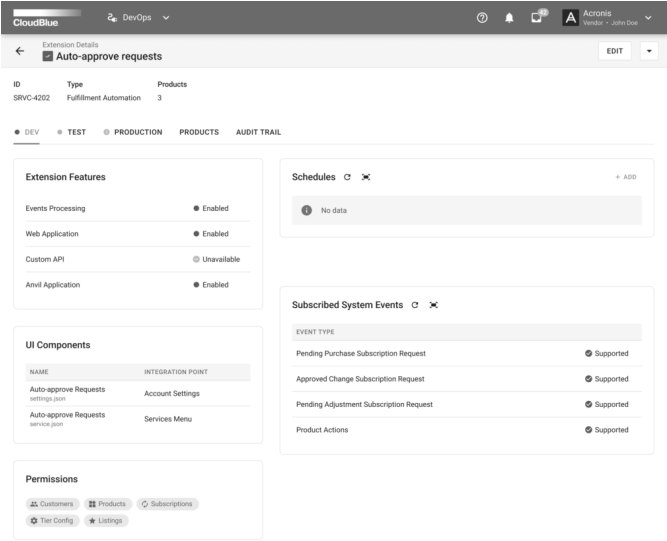 CloudBlue
DevOps
42
Acronis
Vendor • John Doe
Extension Details
Auto-approve requests
EDIT
ID Type Products
SRVC-4202 Fulfillment Automation 3
DEV TEST PRODUCTION PRODUCTS AUDIT TRAIL
Extension Features
Events Processing Enabled
Web Application Enabled
Custom API Unavailable
Anvil Application Enabled
UI Components
NAME INTEGRATION POINT
Auto-approve Requests
settings.json
Account Settings
Auto-approve Requests
service.json
Services Menu
Permissions
Customers Products Subscriptions
Tier Config Listings
Schedules + ADD
No data
Subscribed System Events
EVENT TYPE
Pending Purchase Subscription Request Supported
Approved Change Subscription Request Supported
Pending Adjustment Subscription Request Supported
Product Actions Supported